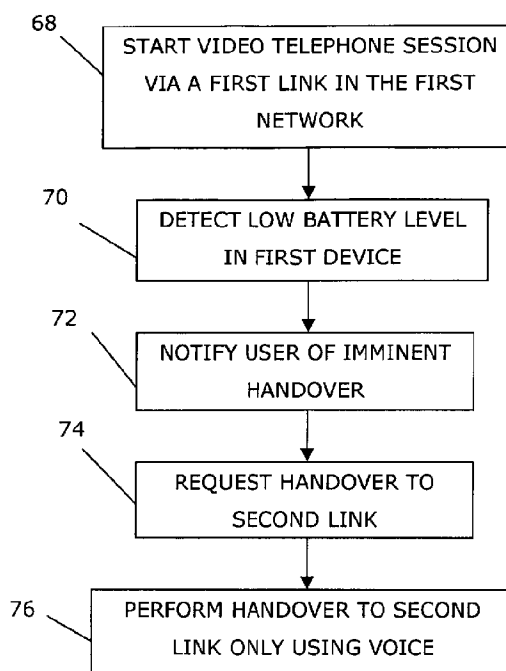 68
START VIDEO TELEPHONE SESSION
VIA A FIRST LINK IN THE FIRST
NETWORK
70
DETECT LOW BATTERY LEVEL
IN FIRST DEVICE
72
NOTIFY USER OF IMMINENT
HANDOVER
74
REQUEST HANDOVER TO
SECOND LINK
76
PERFORM HANDOVER TO SECOND
LINK ONLY USING VOICE